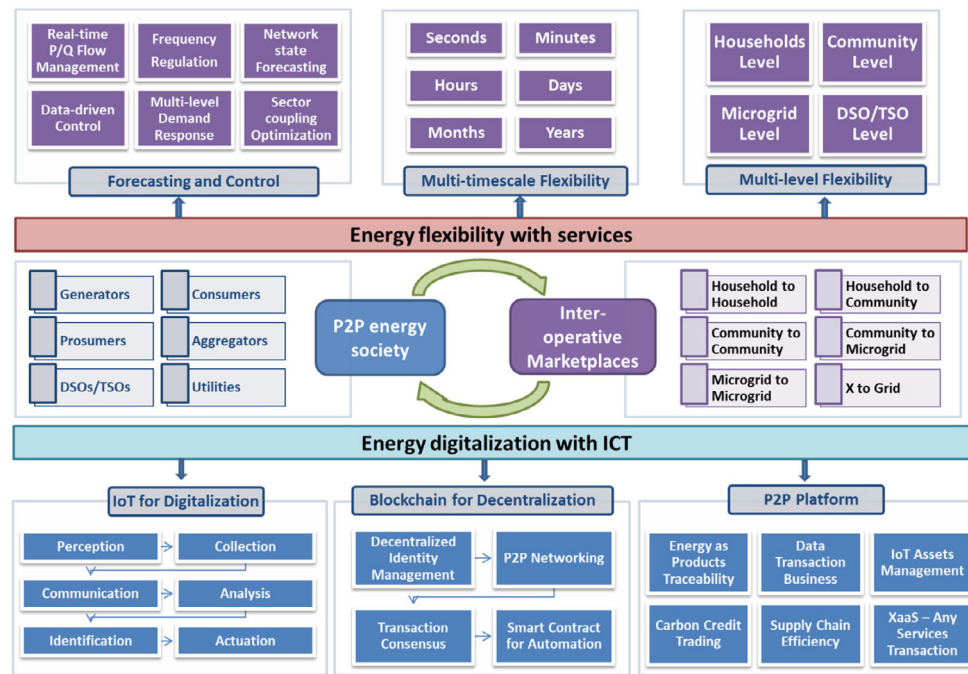 Real-time
P/Q Flow
Management
Frequency
Regulation
Network
state
Forecasting
Data-driven
Control
Multi-level
Demand
Response
Sector
coupling
Optimization
Forecasting and Control
Seconds
Minutes
Hours
Days
Months
Years
Multi-timescale Flexibility
Households
Level
Community
Level
Microgrid
Level
DSO/TSO
Level
Multi-level Flexibility
Energy flexibility with services
Generators
Consumers
Prosumers
Aggregators
DSOs/TSOs
Utilities
P2P energy
society
Inter-
operative
Marketplaces
Household to
Household
Household to
Community
Community to
Community
Community to
Microgrid
Microgrid to
Microgrid
X to Grid
Energy digitalization with ICT
IoT for Digitalization
Perception
Collection
Communication
Analysis
Identification
Actuation
Blockchain for Decentralization
Decentralized
Identity
Management
P2P Networking
Transaction
Consensus
Smart Contract
for Automation
P2P Platform
Energy as
Products
Traceability
Data
Transaction
Business
IoT Assets
Management
Carbon Credit
Trading
Supply Chain
Efficiency
XaaS – Any
Services
Transaction